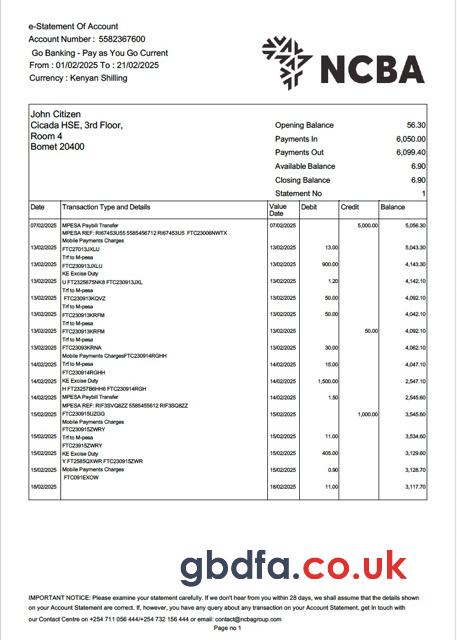 e-Statement Of Account
Account Number : 5582367600
Go Banking - Pay as You Go Current
From : 01/02/2025 To : 21/02/2025
Currency : Kenyan Shilling
NCBA
John Citizen
Cicada HSE, 3rd Floor,
Room 4
Bomet 20400
Opening Balance 56.30
Payments In 6,050.00
Payments Out 6,099.40
Available Balance 6.90
Closing Balance 6.90
Statement No 1
Date Transaction Type and Details Value Date Debit Credit Balance
07/02/2025 MPESA Paybill Transfer 07/02/2025 5,000.00 5,056.30
MPESA REF: RI67453U55 5585456712 RI67453U5 FTC23006NWTX
Mobile Payments Charges
13/02/2025 FTC27013JXLU 13/02/2025 13.00 5,043.30
Trf to M-pesa
13/02/2025 FTC230913JXLU 13/02/2025 900.00 4,143.30
KE Excise Duty
13/02/2025 U FT2325675NK8 FTC230913JXL 13/02/2025 1.20 4,142.10
Trf to M-pesa
13/02/2025 FTC230913KQVZ 13/02/2025 50.00 4,092.10
Trf to M-pesa
13/02/2025 FTC230913KRFM 13/02/2025 50.00 4,042.10
Trf to M-pesa
13/02/2025 FTC230913KRFM 13/02/2025 50.00 4,092.10
Trf to M-pesa
13/02/2025 FTC23093KRNA 13/02/2025 30.00 4,062.10
Mobile Payments ChargesFTC230914RGHH
14/02/2025 Trf to M-pesa 14/02/2025 15.00 4,047.10
FTC230914RGHH
14/02/2025 KE Excise Duty 14/02/2025 1,500.00 2,547.10
H FT23257B6HH6 FTC230914RGH
14/02/2025 MPESA Paybill Transfer 14/02/2025 1.50 2,545.60
MPESA REF: RIF3SVQ8ZZ 5585455612 RIF3SQ8ZZ
15/02/2025 FTC230915UZGG 15/02/2025 1,000.00 3,545.60
Mobile Payments Charges
FTC230915ZWRY
15/02/2025 Trf to M-pesa 15/02/2025 11.00 3,534.60
FTC23915ZWRY
15/02/2025 KE Excise Duty 15/02/2025 405.00 3,129.60
Y FT2585QXWR FTC230915ZWR
15/02/2025 Mobile Payments Charges 15/02/2025 0.90 3,128.70
FTC091EXOW
18/02/2025 18/02/2025 11.00 3,117.70
gbdfa.co.uk
IMPORTANT NOTICE: Please examine your statement carefully. If we don't hear from you within 28 days, we shall assume that the details shown
on your Account Statement are correct. If, however, you have any query about any transaction on your Account Statement, get In touch with
our Contact Centre on +254 711 056 444/+254 732 156 444 or email: contact@ncbagroup.com
Page no 1